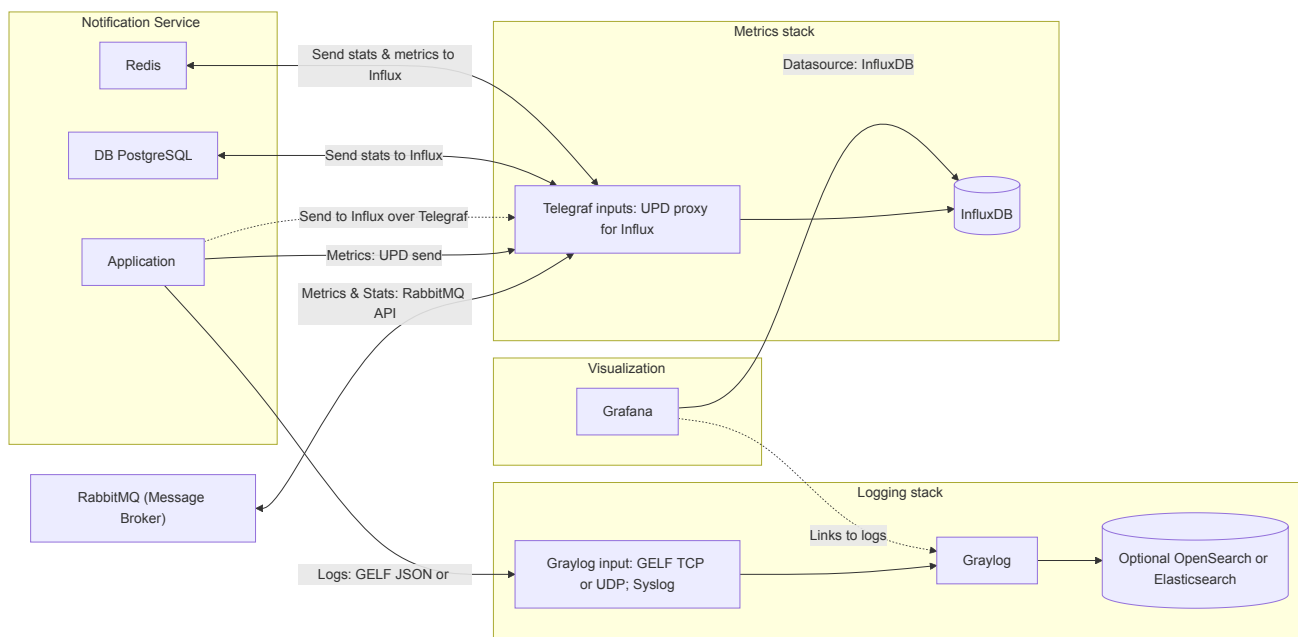 Notification Service
Redis
DB PostgreSQL
Application
RabbitMQ (Message
Broker)
Send stats & metrics to
Influx
Send stats to Influx
Send to Influx over Telegraf
Metrics: UPD send
Metrics & Stats: RabbitMQ
API
Logs: GELF JSON or
Metrics stack
Datasource: InfluxDB
Telegraf inputs: UPD proxy
for Influx
InfluxDB
Visualization
Grafana
Links to logs
Logging stack
Graylog input: GELF TCP
or UDP; Syslog
Graylog
Optional OpenSearch or
Elasticsearch